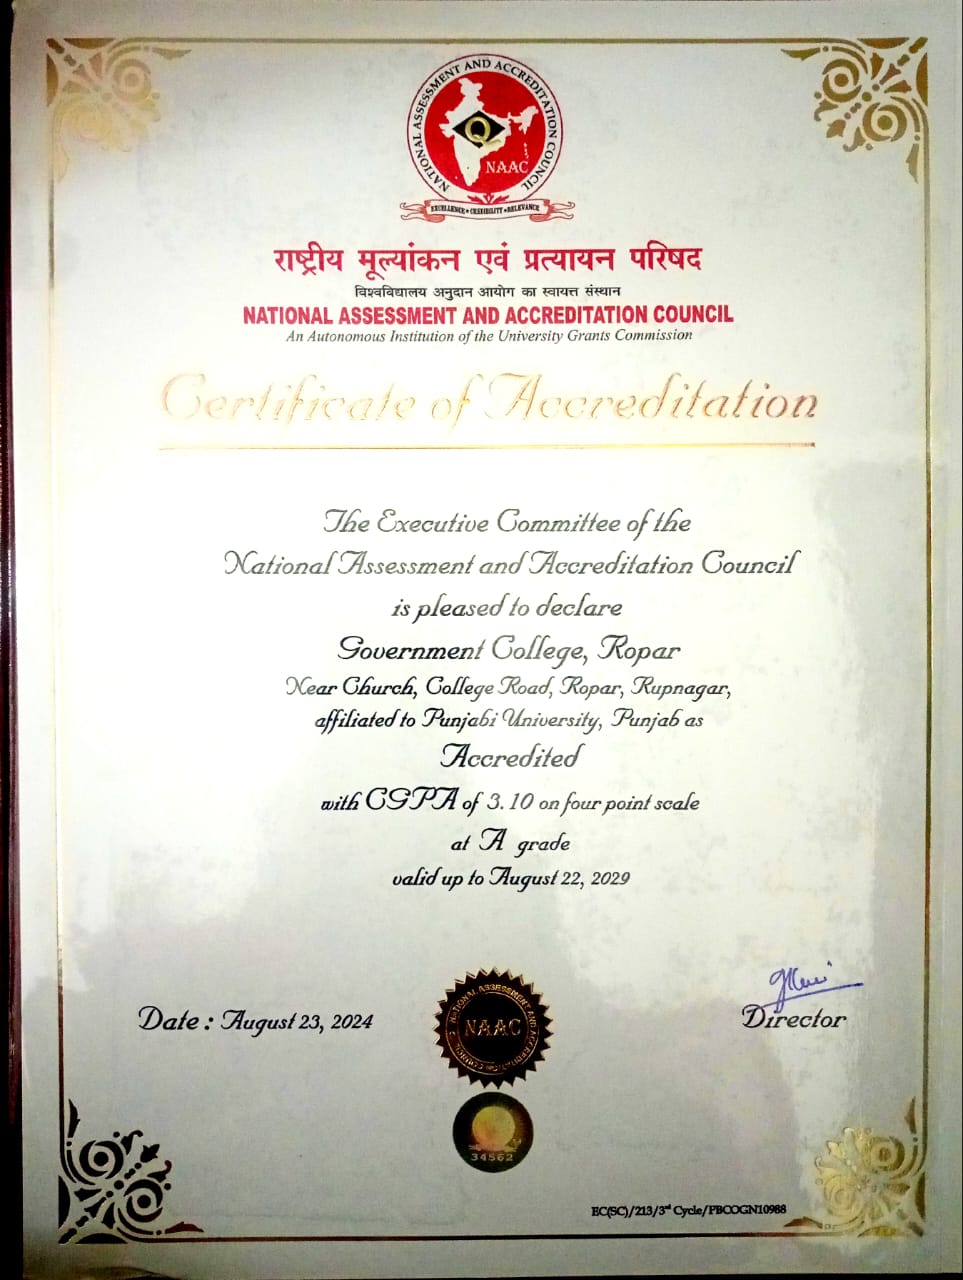 NATIONAL ASSESSMENT AND ACCREDITATION COUNCIL
Q
NAAC
EXCELLENCE • CREDIBILITY • RELEVANCE
राष्ट्रीय मूल्यांकन एवं प्रत्यायन परिषद
विश्वविद्यालय अनुदान आयोग का स्वायत्त संस्थान
NATIONAL ASSESSMENT AND ACCREDITATION COUNCIL
An Autonomous Institution of the University Grants Commission
Certificate of Accreditation
The Executive Committee of the
National Assessment and Accreditation Council
is pleased to declare
Government College, Ropar
Near Church, College Road, Ropar, Rupnagar,
affiliated to Punjabi University, Punjab as
Accredited
with CGPA of 3.10 on four point scale
at A grade
valid up to August 22, 2029
Date : August 23, 2024
NATIONAL ASSESSMENT AND ACCREDITATION COUNCIL
NAAC
Director
34562
EC(SC)/213/3rd Cycle/PBCOGN10988